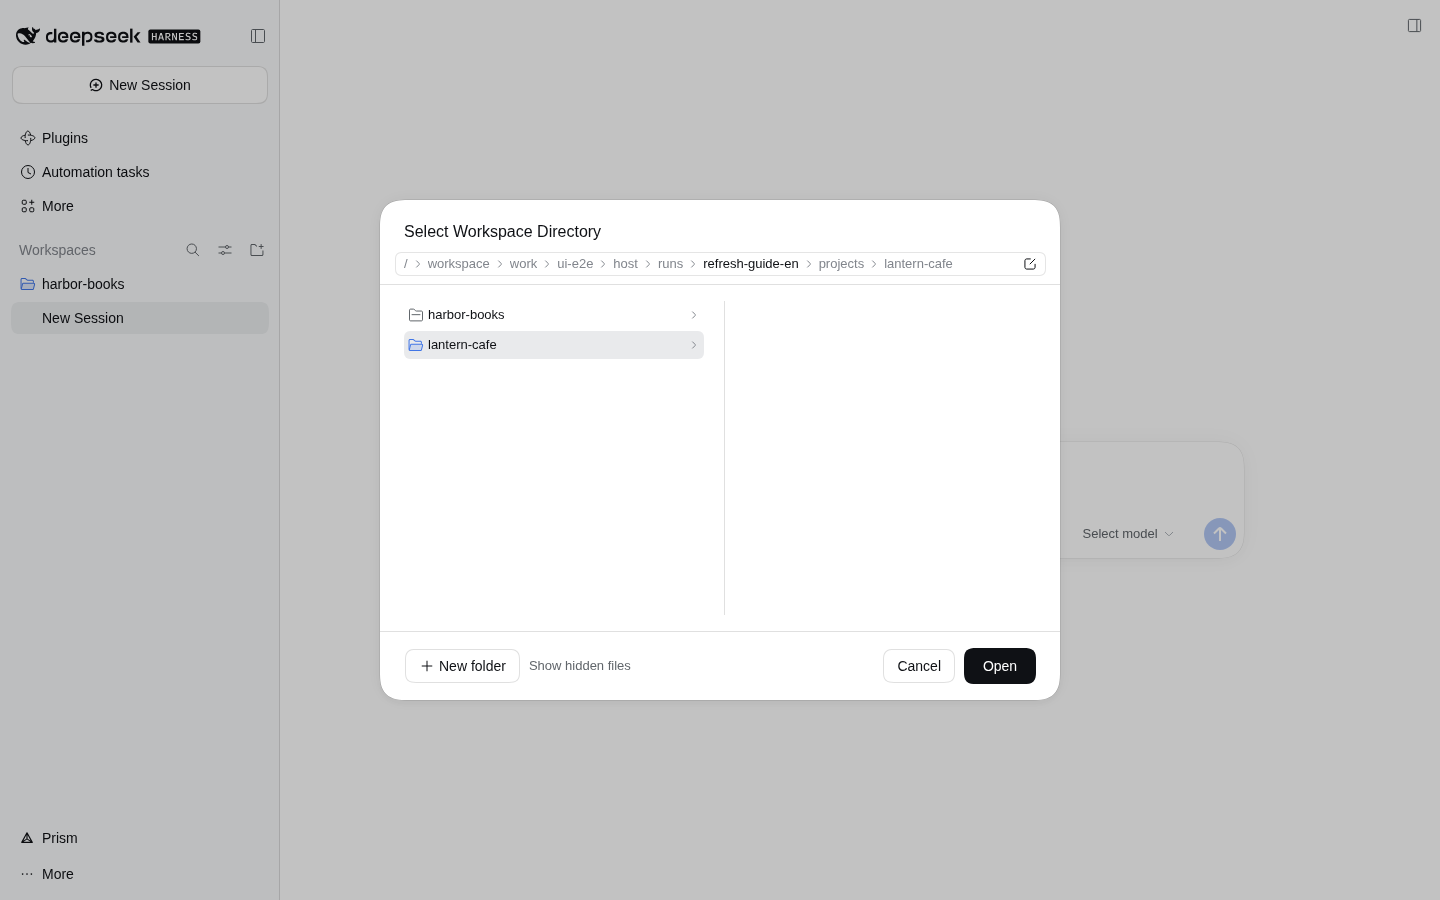 deepseek HARNESS
New Session
Plugins
Automation tasks
More
Workspaces
harbor-books
New Session
Prism
More
Select Workspace Directory
/ workspace work ui-e2e host runs refresh-guide-en projects lantern-cafe
harbor-books
lantern-cafe
New folder
Show hidden files
Cancel
Open
Select model